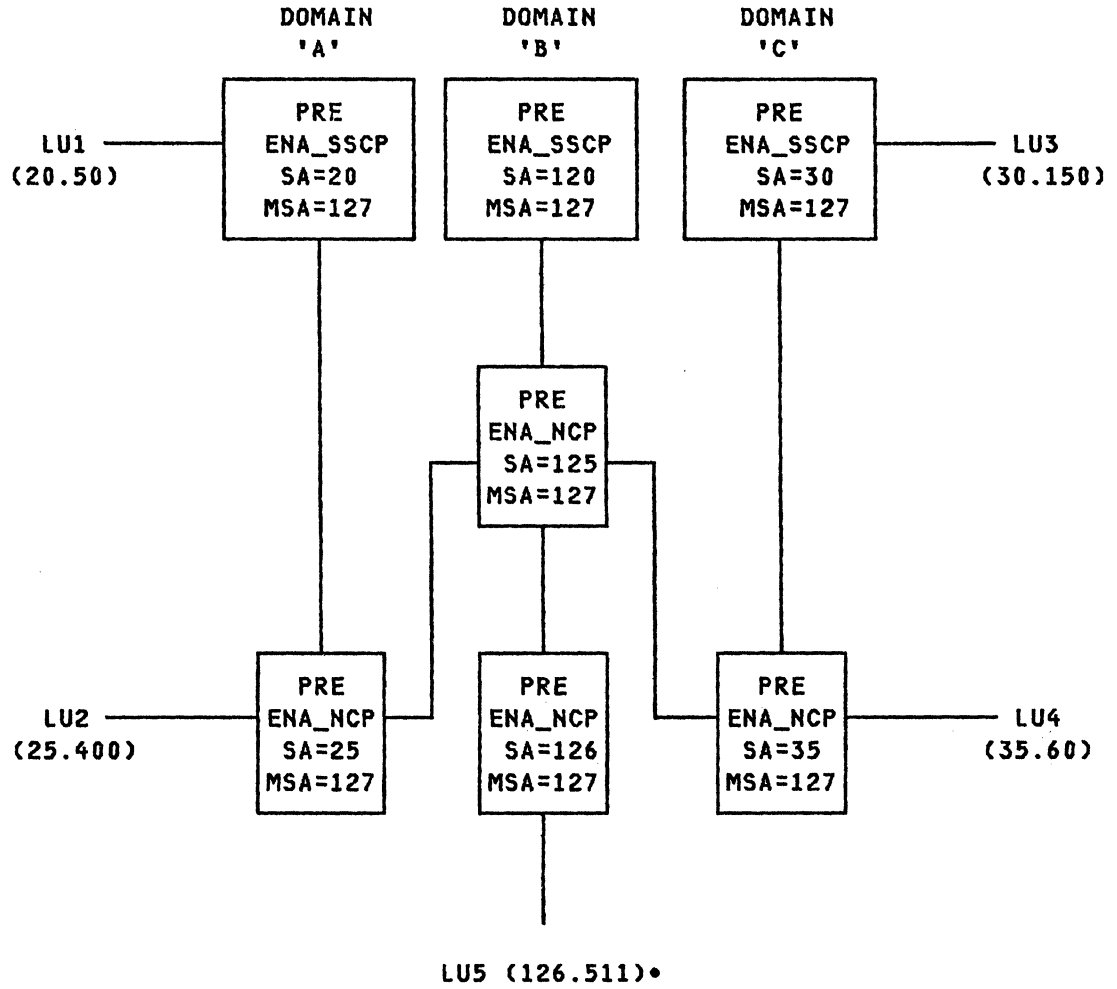 DOMAIN
'A'
DOMAIN
'B'
DOMAIN
'C'
LU1
(20.50)
PRE
ENA_SSCP
SA=20
MSA=127
PRE
ENA_SSCP
SA=120
MSA=127
PRE
ENA_SSCP
SA=30
MSA=127
LU3
(30.150)
PRE
ENA_NCP
SA=125
MSA=127
LU2
(25.400)
PRE
ENA_NCP
SA=25
MSA=127
PRE
ENA_NCP
SA=126
MSA=127
PRE
ENA_NCP
SA=35
MSA=127
LU4
(35.60)
LU5 (126.511)•